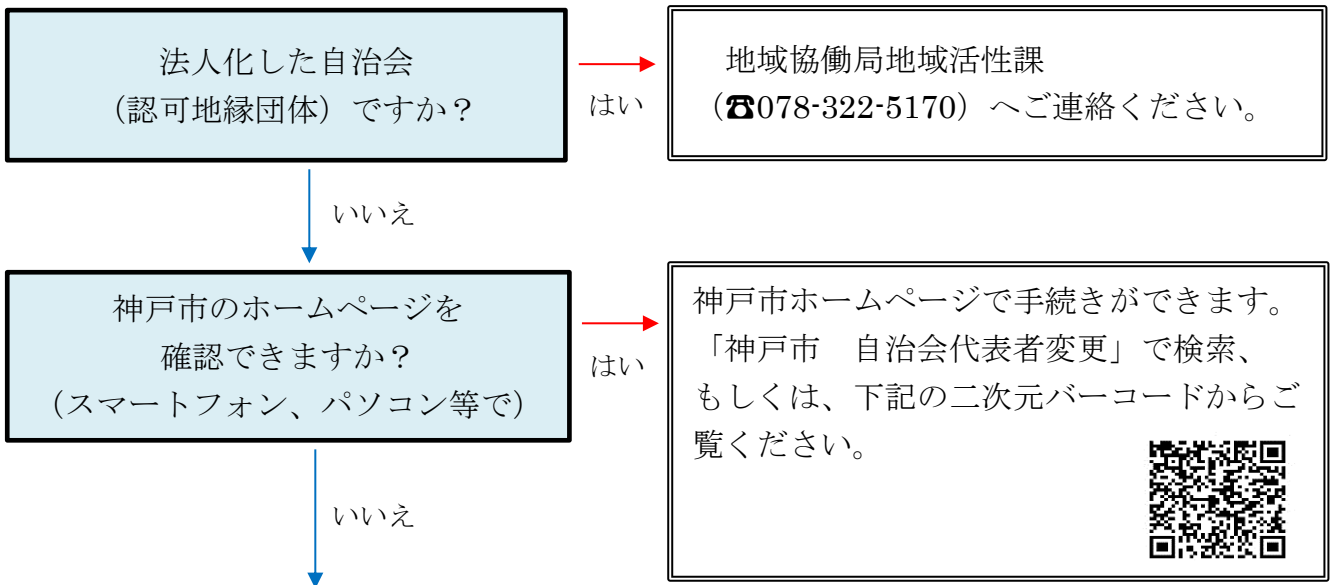 法人化した自治会
（認可地縁団体）ですか？
はい
地域協働局地域活性課
（☎078-322-5170）へご連絡ください。
いいえ
神戸市のホームページを
確認できますか？
（スマートフォン、パソコン等で）
はい
神戸市ホームページで手続きができます。
「神戸市　自治会代表者変更」で検索、
もしくは、下記の二次元バーコードからご
覧ください。
いいえ